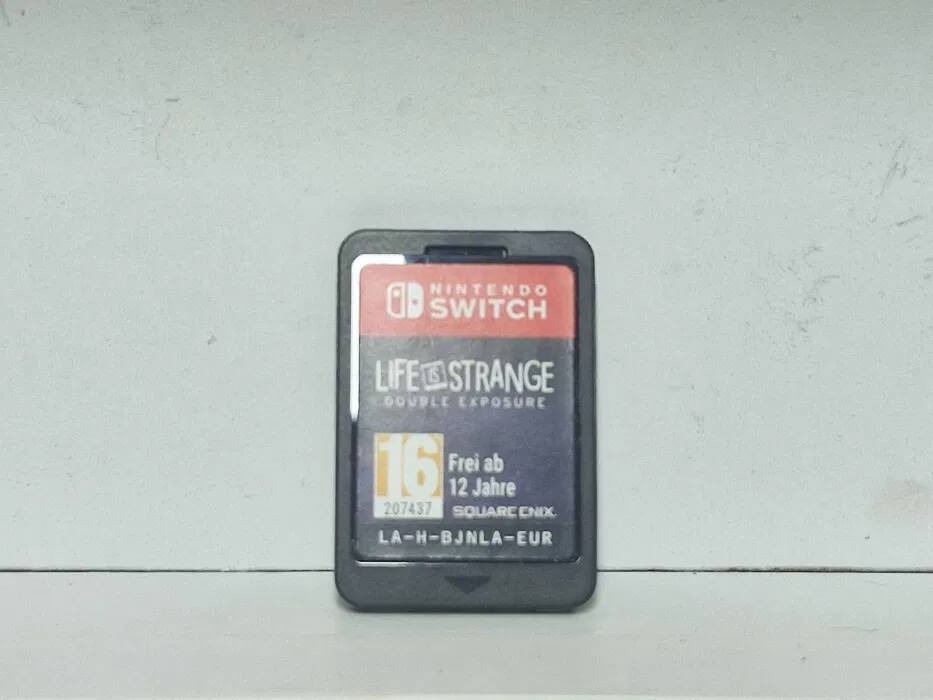 NINTENDO
SWITCH
LIFE IS STRANGE
DOUBLE EXPOSURE
16
207437
Frei ab
12 Jahre
SQUARE ENIX
LA-H-BJNLA-EUR